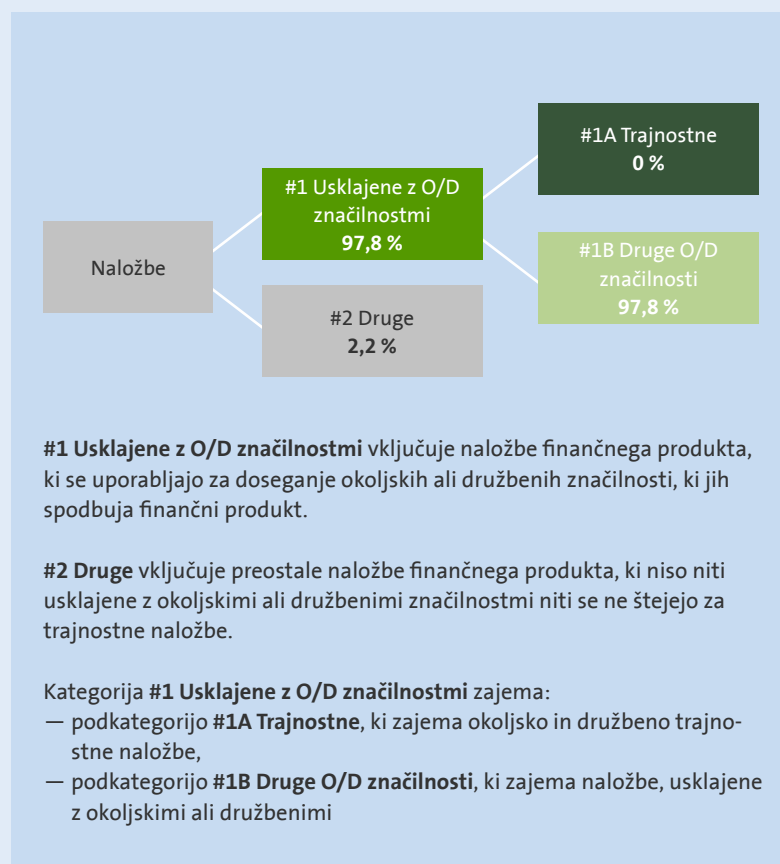 #1A Trajnostne
0 %
#1 Usklajene z O/D
značilnostmi
97,8 %
Naložbe
#1B Druge O/D
značilnosti
97,8 %
#2 Druge
2,2 %
#1 Usklajene z O/D značilnostmi vključuje naložbe finančnega produkta,
ki se uporabljajo za doseganje okoljskih ali družbenih značilnosti, ki jih
spodbuja finančni produkt.
#2 Druge vključuje preostale naložbe finančnega produkta, ki niso niti
usklajene z okoljskimi ali družbenimi značilnostmi niti se ne štejejo za
trajnostne naložbe.
Kategorija #1 Usklajene z O/D značilnostmi zajema:
— podkategorijo #1A Trajnostne, ki zajema okoljsko in družbeno trajno-
stne naložbe,
— podkategorijo #1B Druge O/D značilnosti, ki zajema naložbe, usklajene
z okoljskimi ali družbenimi